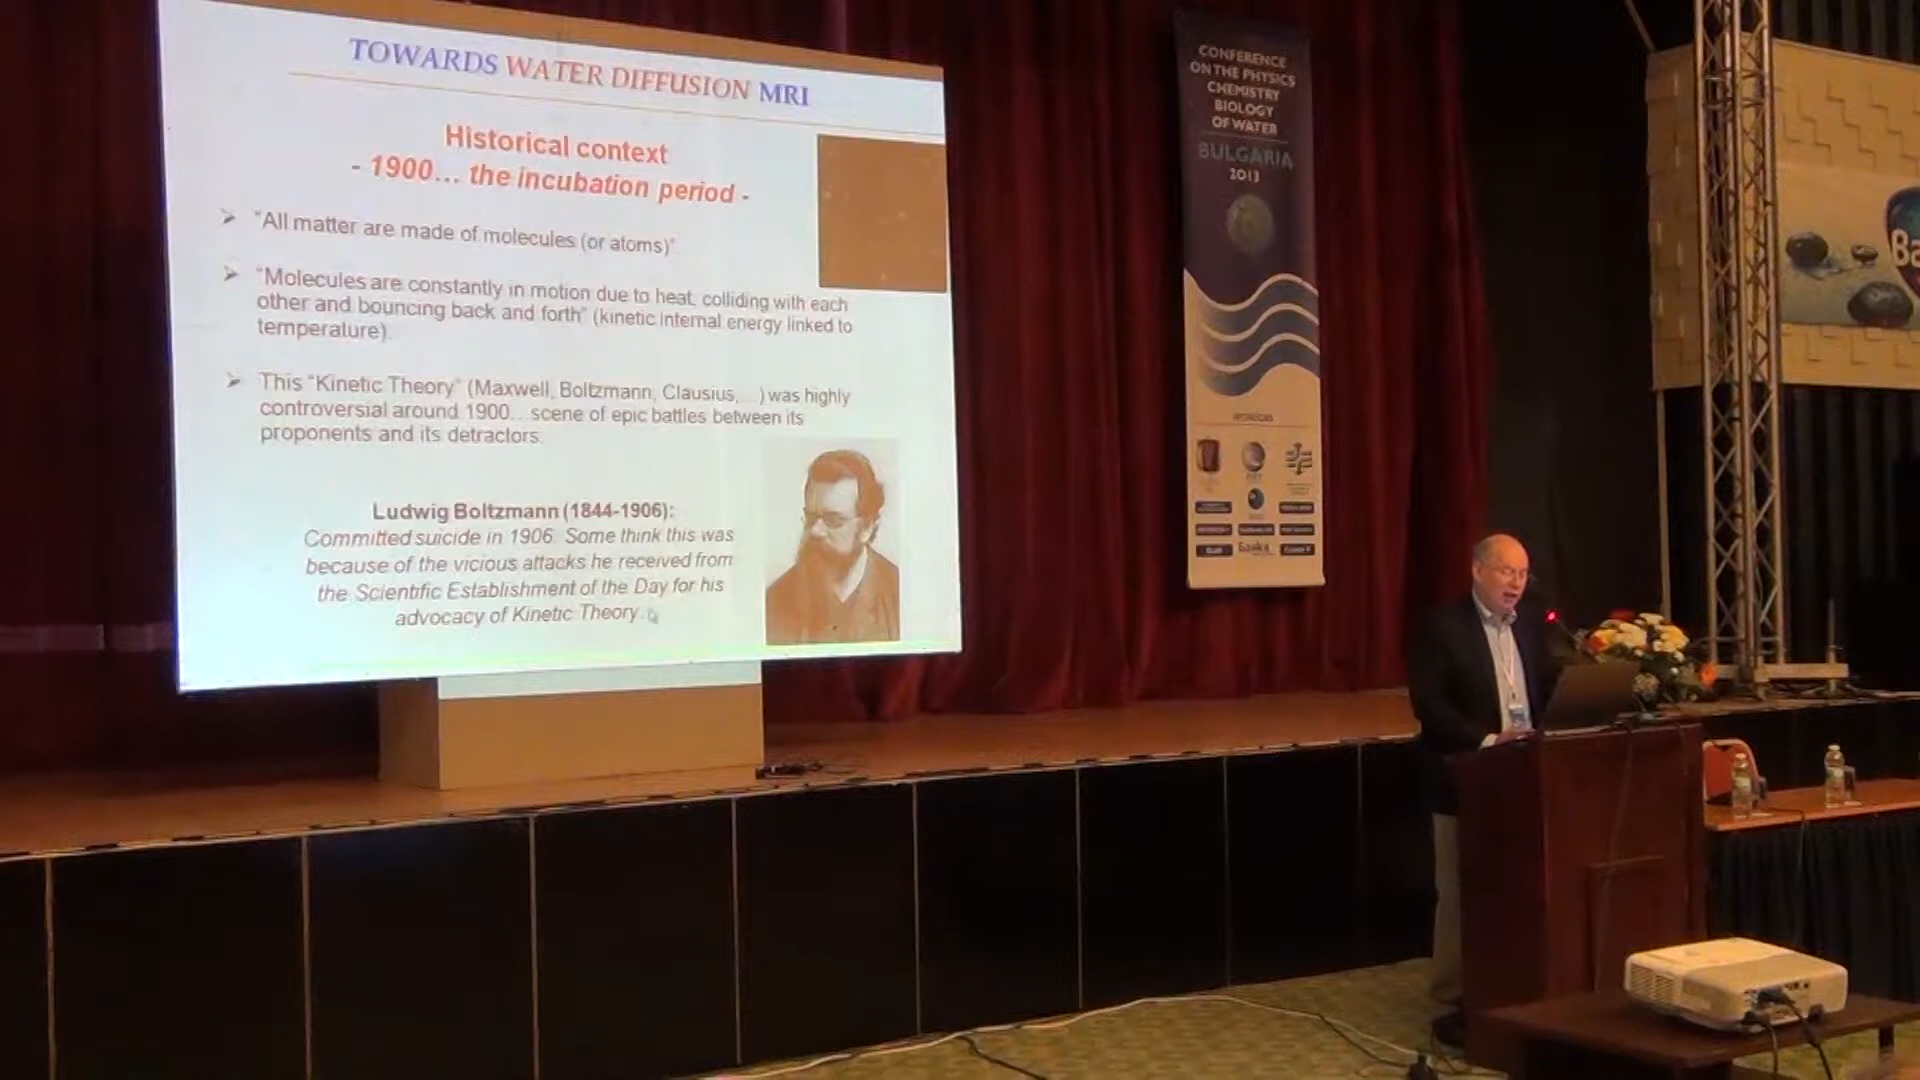 TOWARDS WATER DIFFUSION MRI
Historical context
- 1900... the incubation period -
"All matter are made of molecules (or atoms)".
"Molecules are constantly in motion due to heat, colliding with each
other and bouncing back and forth" (kinetic internal energy linked to
temperature).
This "Kinetic Theory" (Maxwell, Boltzmann, Clausius,...) was highly
controversial around 1900... scene of epic battles between its
proponents and its detractors.
Ludwig Boltzmann (1844-1906):
Committed suicide in 1906. Some think this was
because of the vicious attacks he received from
the Scientific Establishment of the Day for his
advocacy of Kinetic Theory.
CONFERENCE
ON THE PHYSICS
CHEMISTRY
BIOLOGY
OF WATER
BULGARIA
2013
SPONSORS
Ba